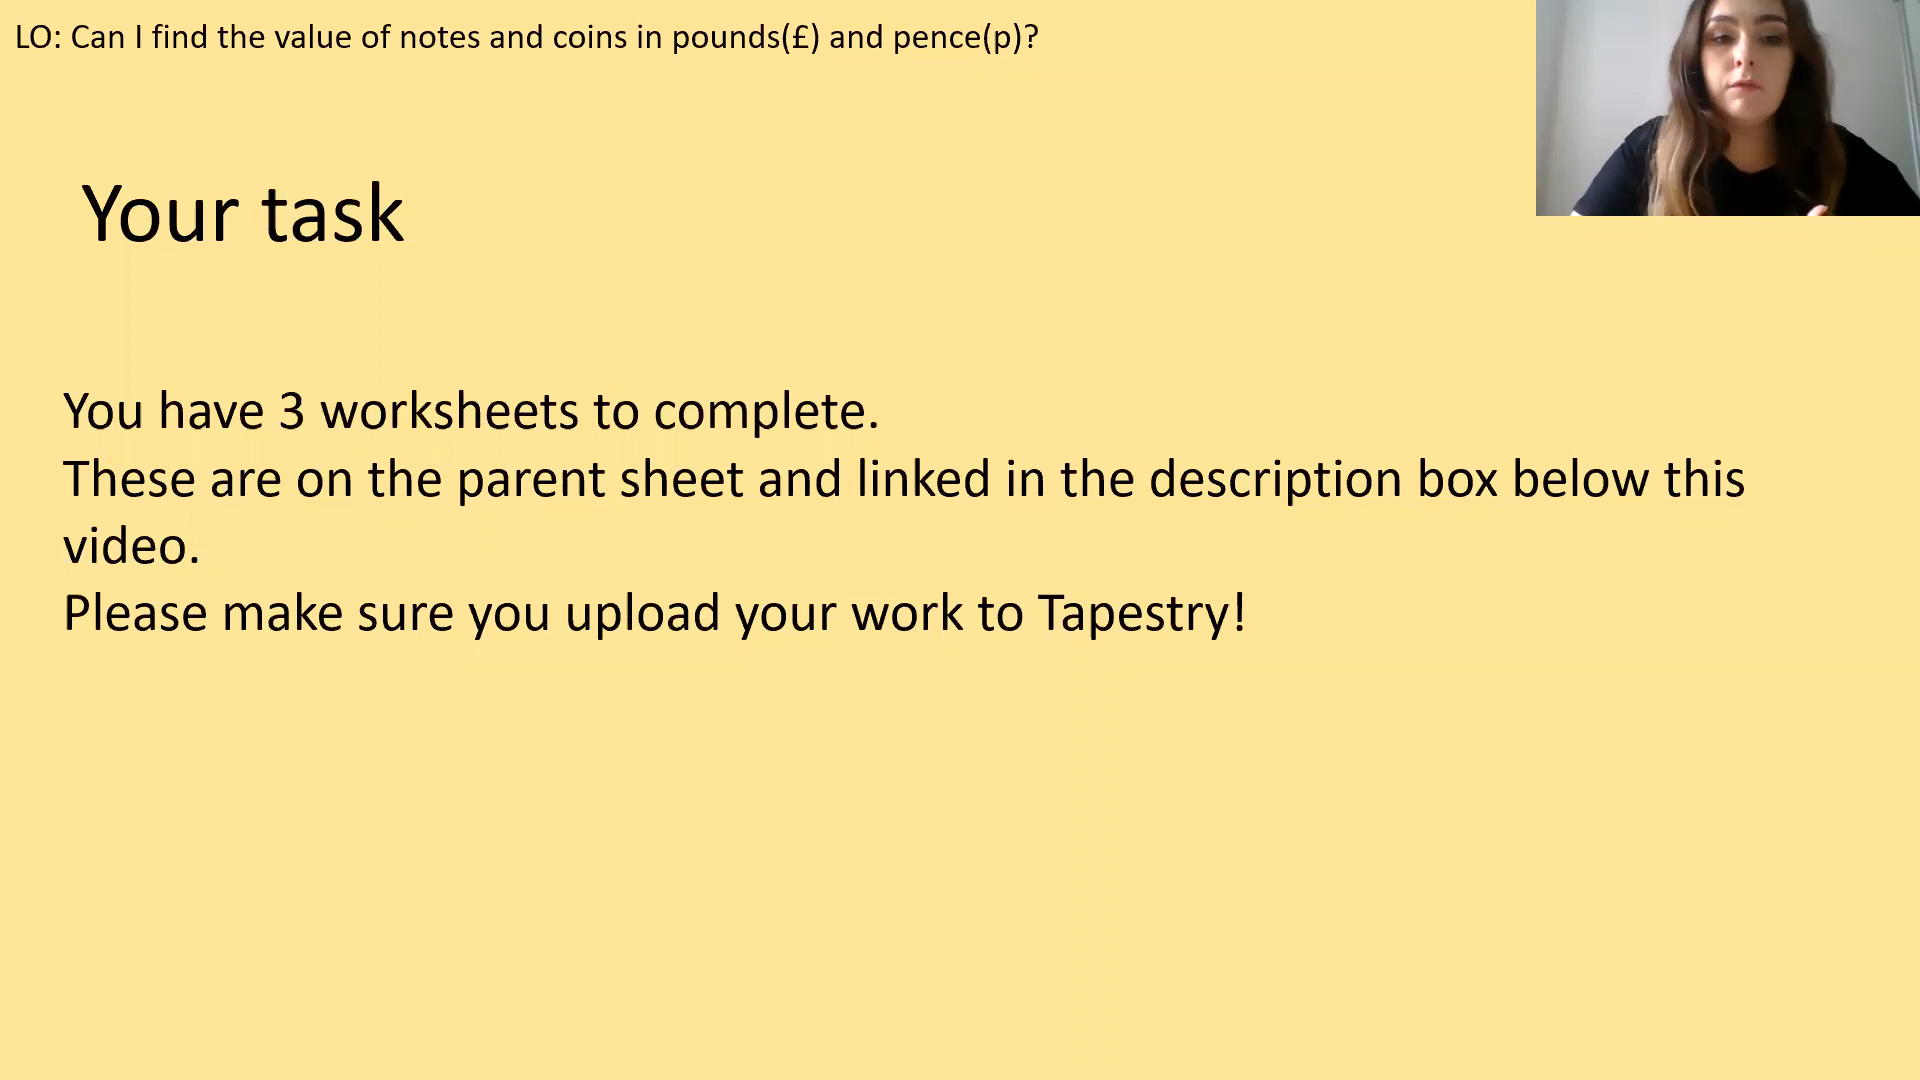 LO: Can I find the value of notes and coins in pounds(£) and pence(p)?
Your task
You have 3 worksheets to complete.
These are on the parent sheet and linked in the description box below this
video.
Please make sure you upload your work to Tapestry!